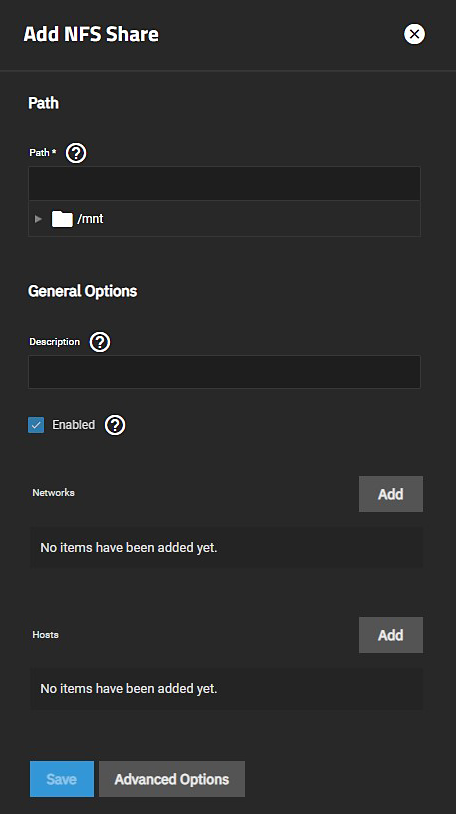 Add NFS Share
Path
Path *
/mnt
General Options
Description
Enabled
Networks
Add
No items have been added yet.
Hosts
Add
No items have been added yet.
Save
Advanced Options